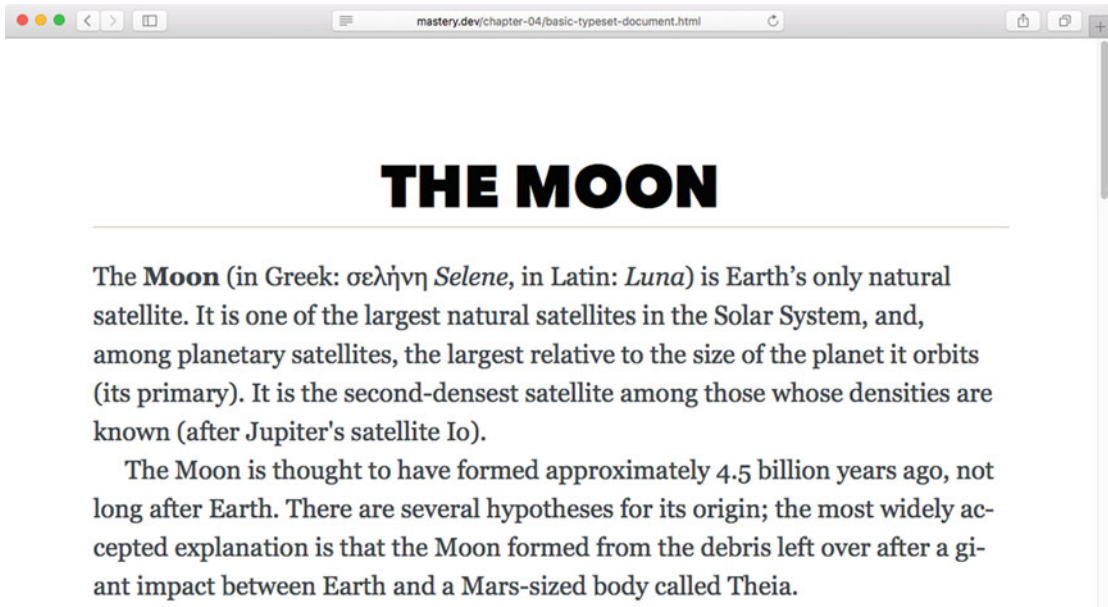 mastery.dev/chapter-04/basic-typeset-document.html
THE MOON
The Moon (in Greek: σελήνη Selene, in Latin: Luna) is Earth’s only natural
satellite. It is one of the largest natural satellites in the Solar System, and,
among planetary satellites, the largest relative to the size of the planet it orbits
(its primary). It is the second-densest satellite among those whose densities are
known (after Jupiter's satellite Io).
The Moon is thought to have formed approximately 4.5 billion years ago, not
long after Earth. There are several hypotheses for its origin; the most widely ac-
cepted explanation is that the Moon formed from the debris left over after a gi-
ant impact between Earth and a Mars-sized body called Theia.